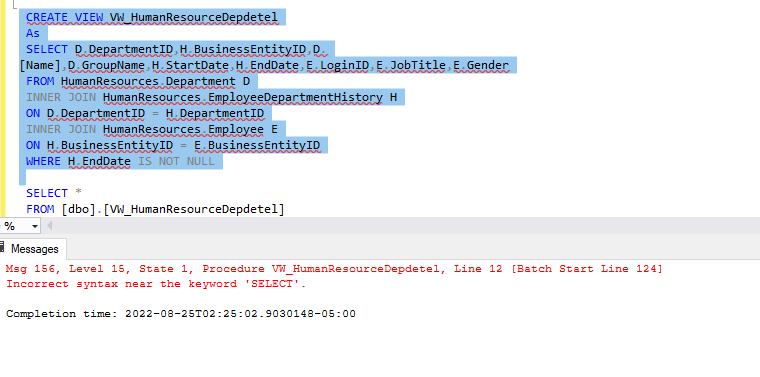 CREATE VIEW VW_HumanResourceDepdetel
As
SELECT D.DepartmentID,H.BusinessEntityID,D.
[Name],D.GroupName,H.StartDate,H.EndDate,E.LoginID,E.JobTitle,E.Gender
FROM HumanResources.Department D
INNER JOIN HumanResources.EmployeeDepartmentHistory H
ON D.DepartmentID = H.DepartmentID
INNER JOIN HumanResources.Employee E
ON H.BusinessEntityID = E.BusinessEntityID
WHERE H.EndDate IS NOT NULL
SELECT *
FROM [dbo].[VW_HumanResourceDepdetel]
%
Messages
Msg 156, Level 15, State 1, Procedure VW_HumanResourceDepdetel, Line 12 [Batch Start Line 124]
Incorrect syntax near the keyword 'SELECT'.
Completion time: 2022-08-25T02:25:02.9030148-05:00